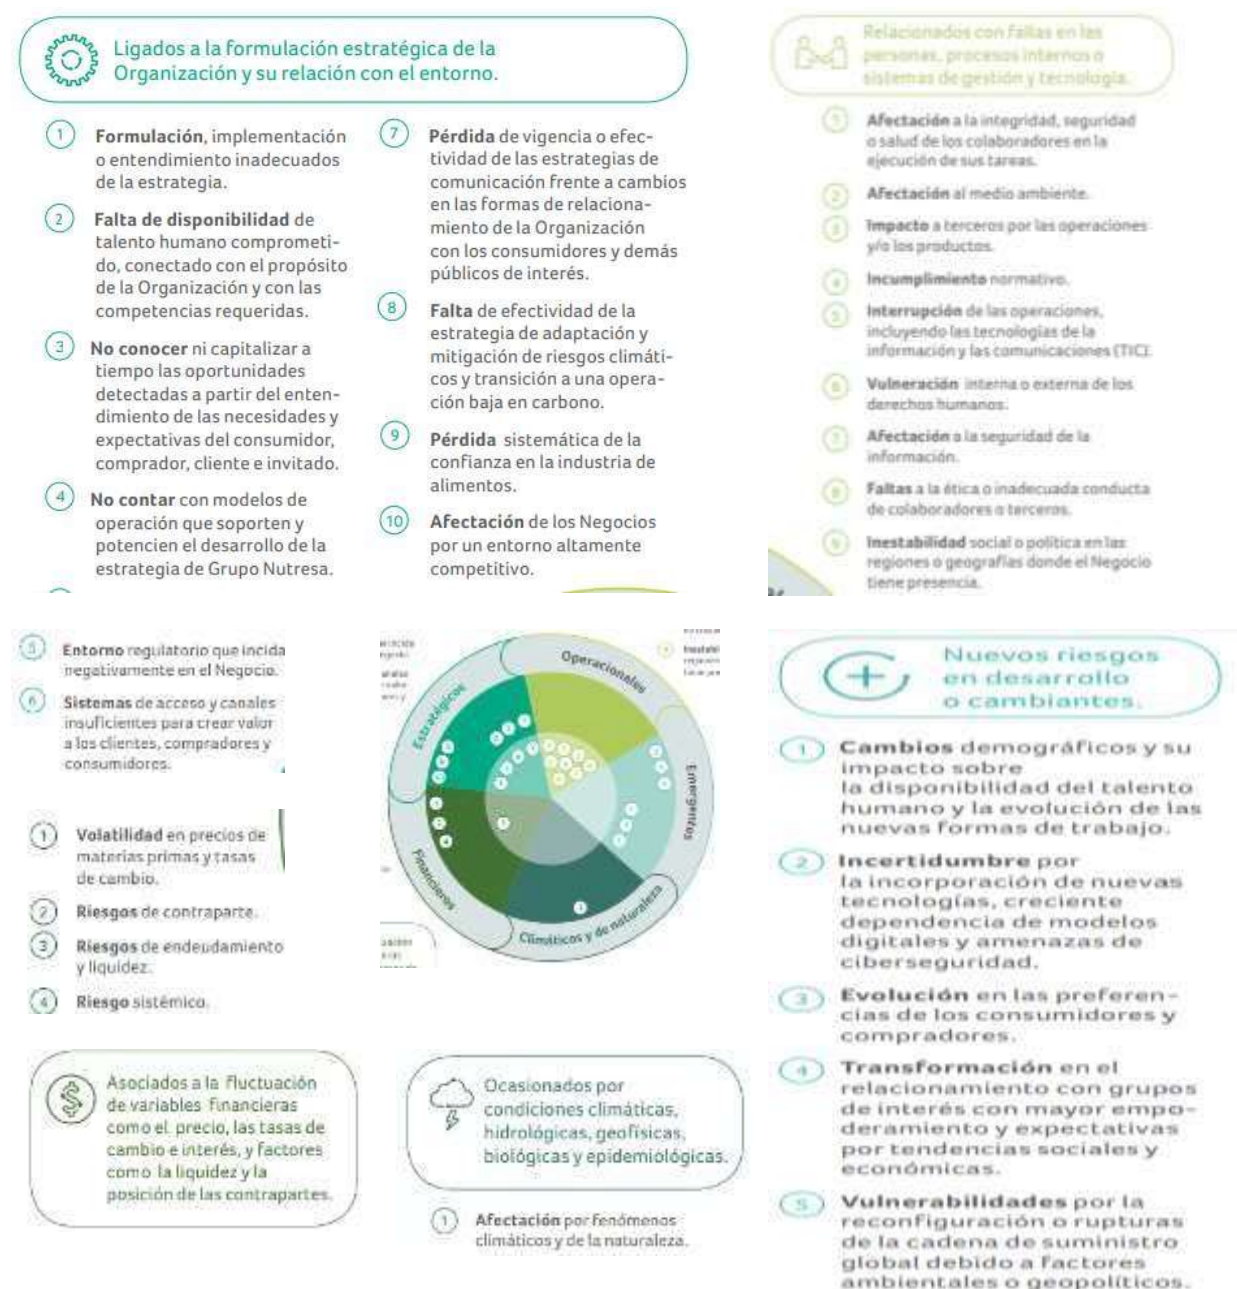 Ligados a la formulación estratégica de la
Organización y su relación con el entorno.
1 Formulación, implementación
o entendimiento inadecuados
de la estrategia.
2 Falta de disponibilidad de
talento humano comprometi-
do, conectado con el propósito
de la Organización y con las
competencias requeridas.
3 No conocer ni capitalizar a
tiempo las oportunidades
detectadas a partir del enten-
dimiento de las necesidades y
expectativas del consumidor,
comprador, cliente e invitado.
4 No contar con modelos de
operación que soporten y
potencien el desarrollo de la
estrategia de Grupo Nutresa.
7 Pérdida de vigencia o efec-
tividad de las estrategias de
comunicación frente a cambios
en las formas de relaciona-
miento de la Organización
con los consumidores y demás
públicos de interés.
8 Falta de efectividad de la
estrategia de adaptación y
mitigación de riesgos climáti-
cos y transición a una opera-
ción baja en carbono.
9 Pérdida sistemática de la
confianza en la industria de
alimentos.
10 Afectación de los Negocios
por un entorno altamente
competitivo.
Relacionados con fallas en las
personas, procesos internos o
sistemas de gestión y tecnología.
1 Afectación a la integridad, seguridad
o salud de los colaboradores en la
ejecución de sus tareas.
2 Afectación al medio ambiente.
3 Impacto a terceros por las operaciones
y/o los productos.
4 Incumplimiento normativo.
5 Interrupción de las operaciones,
incluyendo las tecnologías de la
información y las comunicaciones (TIC).
6 Vulneración interna o externa de los
derechos humanos.
7 Afectación a la seguridad de la
información.
8 Faltas a la ética o inadecuada conducta
de colaboradores o terceros.
9 Inestabilidad social o política en las
regiones o geografías donde el Negocio
tiene presencia.
5 Entorno regulatorio que incida
negativamente en el Negocio.
6 Sistemas de acceso y canales
insuficientes para crear valor
a los clientes, compradores y
consumidores.
1 Volatilidad en precios de
materias primas y tasas
de cambio.
2 Riesgos de contraparte.
3 Riesgos de endeudamiento
y liquidez.
4 Riesgo sistémico.
Operacionales
Estratégicos
Emergentes
Financieros
Climáticos y de naturaleza
Nuevos riesgos
en desarrollo
o cambiantes.
1 Cambios demográficos y su
impacto sobre
la disponibilidad del talento
humano y la evolución de las
nuevas formas de trabajo.
2 Incertidumbre por
la incorporación de nuevas
tecnologías, creciente
dependencia de modelos
digitales y amenazas de
ciberseguridad.
3 Evolución en las preferen-
cias de los consumidores y
compradores.
4 Transformación en el
relacionamiento con grupos
de interés con mayor empo-
deramiento y expectativas
por tendencias sociales y
económicas.
5 Vulnerabilidades por la
reconfiguración o rupturas
de la cadena de suministro
global debido a factores
ambientales o geopolíticos.
Asociados a la fluctuación
de variables financieras
como el precio, las tasas de
cambio e interés, y factores
como la liquidez y la
posición de las contrapartes.
Ocasionados por
condiciones climáticas,
hidrológicas, geofísicas,
biológicas y epidemiológicas.
1 Afectación por fenómenos
climáticos y de la naturaleza.